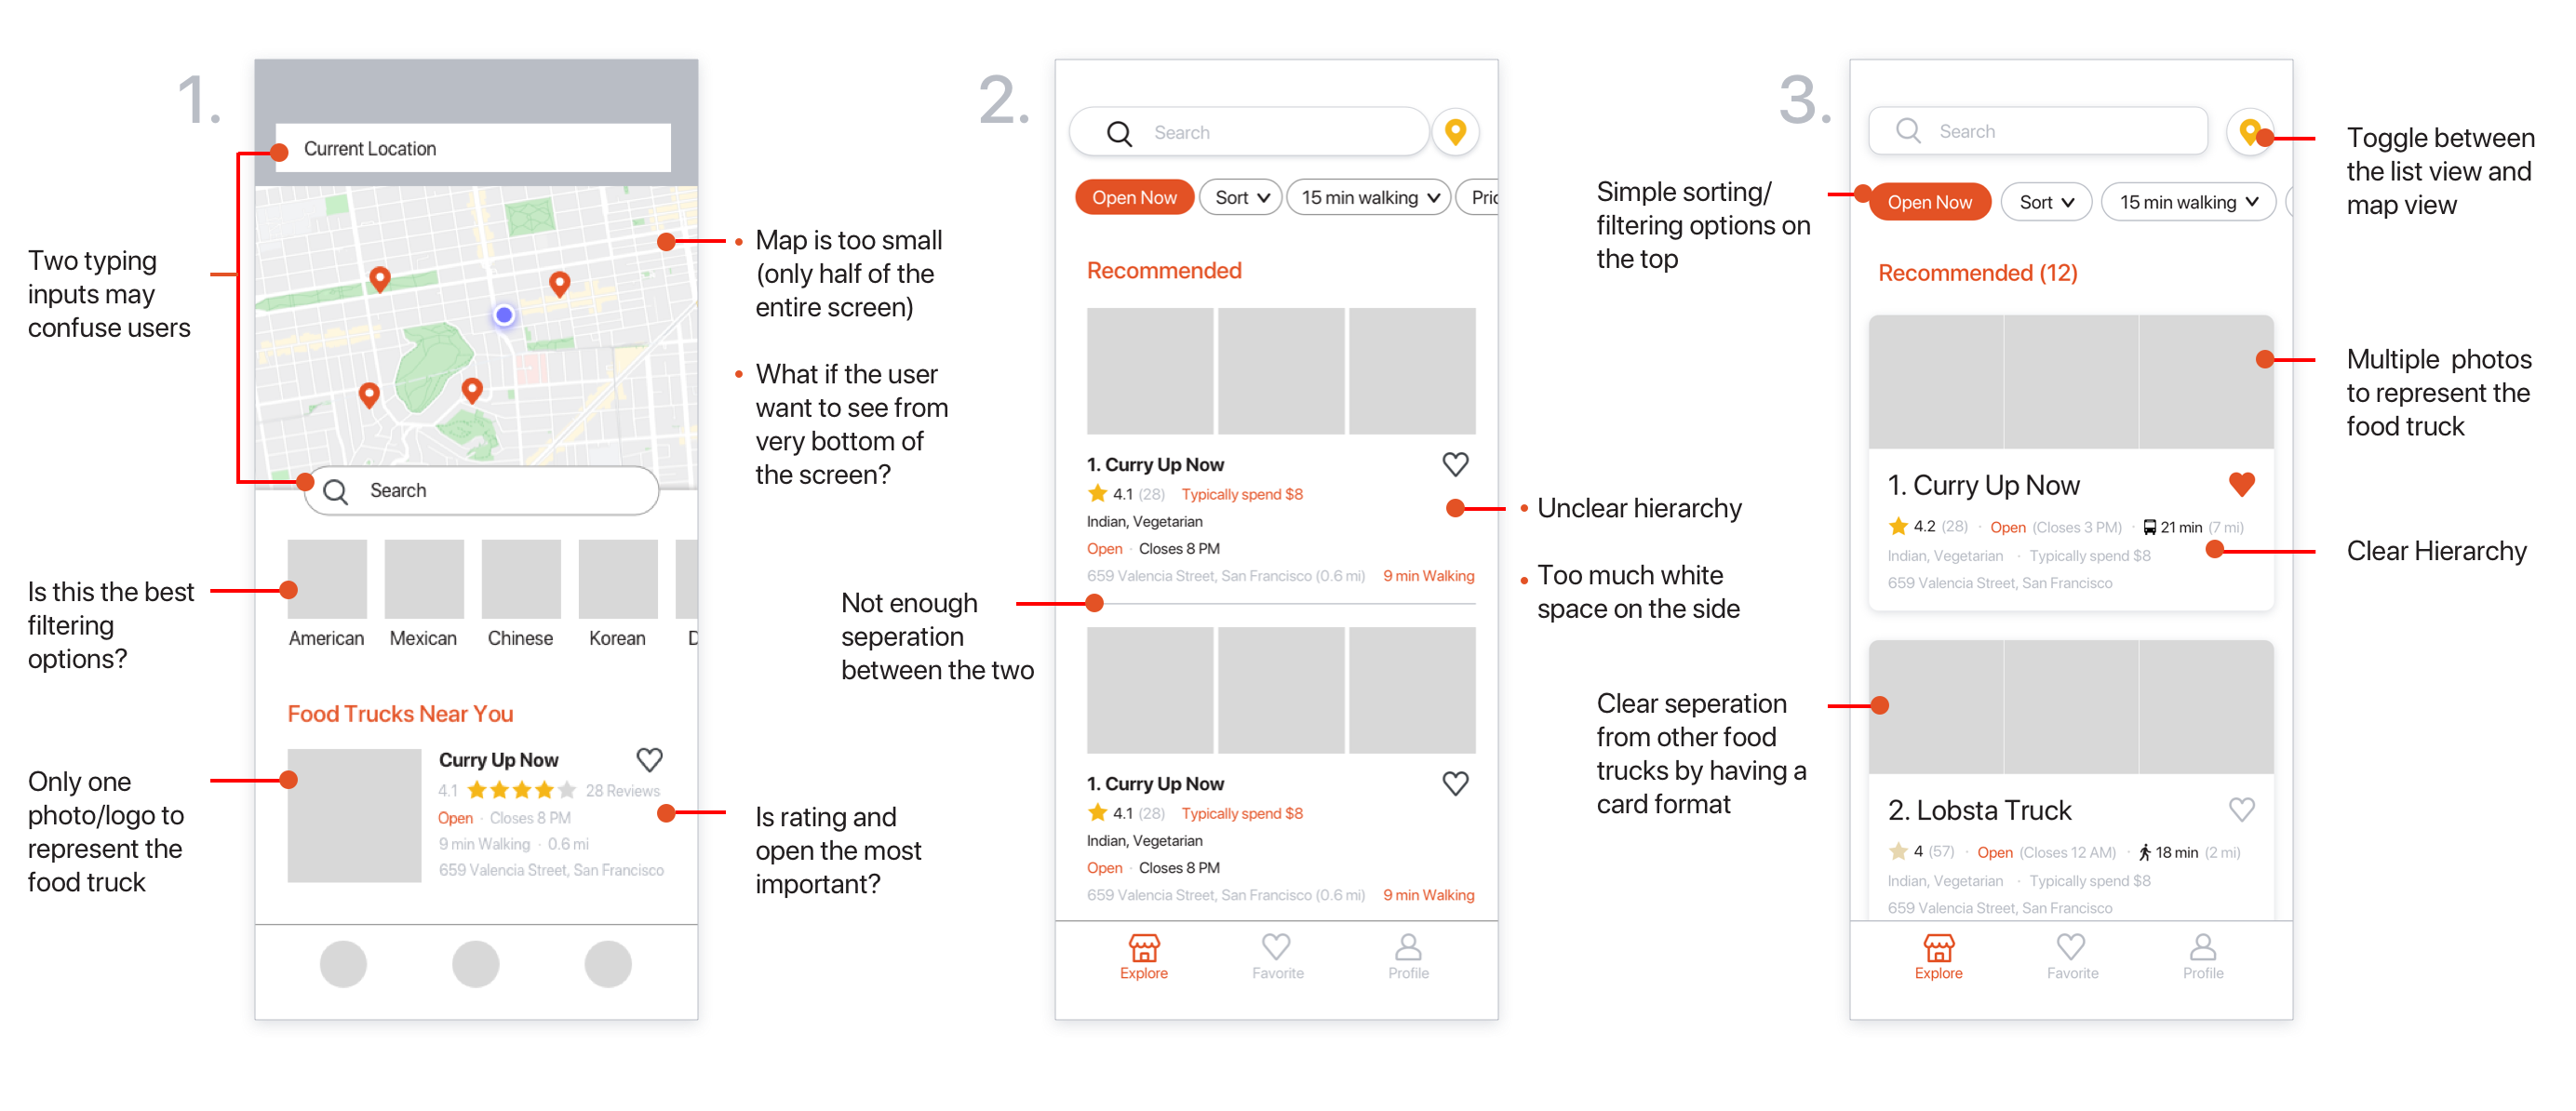 1.
Current Location
Two typing
inputs may
confuse users
• Map is too small
(only half of the
entire screen)
• What if the user
want to see from
very bottom of
the screen?
Search
Is this the best
filtering
options?
American
Mexican
Chinese
Korean
D
Food Trucks Near You
Only one
photo/logo to
represent the
food truck
Curry Up Now
4.1 28 Reviews
Open · Closes 8 PM
9 min Walking · 0.6 mi
659 Valencia Street, San Francisco
Is rating and
open the most
important?
2.
Search
Open Now
Sort
15 min walking
Pric
Recommended
1. Curry Up Now
4.1 (28) Typically spend $8
Indian, Vegetarian
Open · Closes 8 PM
659 Valencia Street, San Francisco (0.6 mi) 9 min Walking
• Unclear hierarchy
• Too much white
space on the side
Not enough
seperation
between the two
1. Curry Up Now
4.1 (28) Typically spend $8
Indian, Vegetarian
Open · Closes 8 PM
659 Valencia Street, San Francisco (0.6 mi) 9 min Walking
Explore
Favorite
Profile
3.
Search
Toggle between
the list view and
map view
Simple sorting/
filtering options on
the top
Open Now
Sort
15 min walking
Recommended (12)
Multiple photos
to represent the
food truck
1. Curry Up Now
4.2 (28) · Open (Closes 3 PM) · 21 min (7 mi)
Indian, Vegetarian · Typically spend $8
659 Valencia Street, San Francisco
Clear Hierarchy
Clear seperation
from other food
trucks by having a
card format
2. Lobsta Truck
4 (57) · Open (Closes 12 AM) · 18 min (2 mi)
Indian, Vegetarian · Typically spend $8
659 Valencia Street, San Francisco
Explore
Favorite
Profile